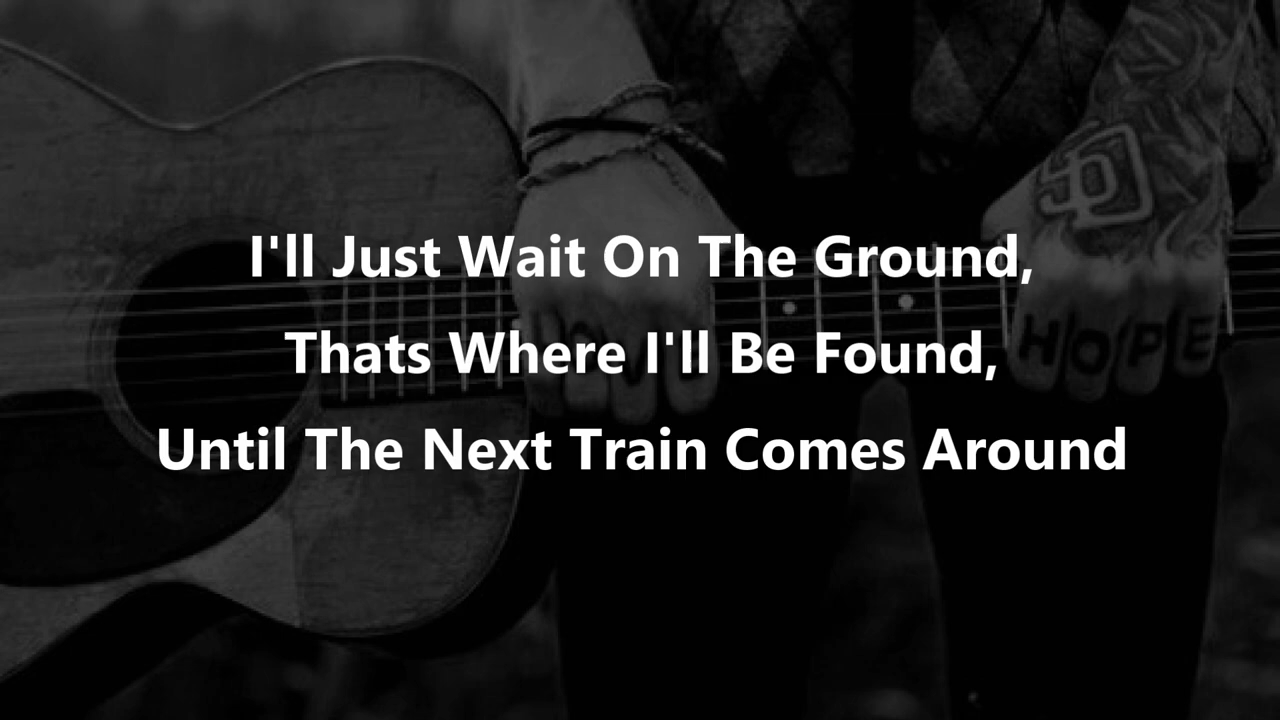 I'll Just Wait On The Ground,
Thats Where I'll Be Found,
Until The Next Train Comes Around
HOPE